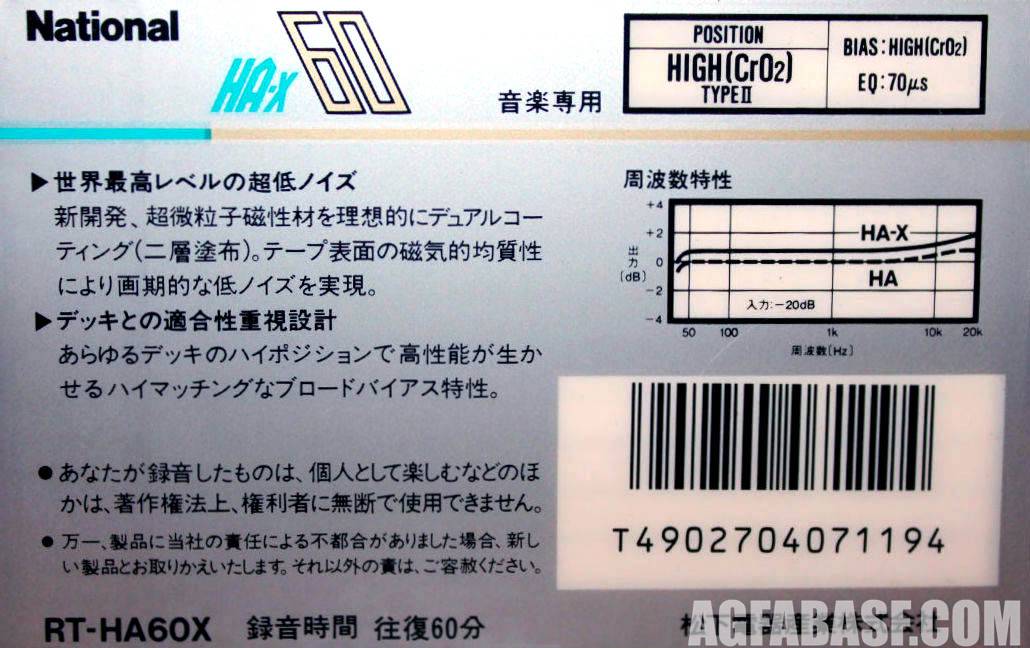 National
HA-X 60
音楽専用
POSITION
HIGH(CrO2)
TYPEⅡ
BIAS:HIGH(CrO2)
EQ:70μs
▶世界最高レベルの超低ノイズ
新開発、超微粒子磁性材を理想的にデュアルコー
ティング(二層塗布)。テープ表面の磁気的均質性
により画期的な低ノイズを実現。
▶デッキとの適合性重視設計
あらゆるデッキのハイポジションで高性能が生か
せるハイマッチングなブロードバイアス特性。
周波数特性
+4
+2
0
-2
-4
出力
(dB)
HA-X
HA
入力:-20dB
50 100 1k 10k 20k
周波数(Hz)
●あなたが録音したものは、個人として楽しむなどのほ
かは、著作権法上、権利者に無断で使用できません。
●万一、製品に当社の責任による不都合がありました場合、新し
い製品とお取りかえいたします。それ以外の責は、ご容赦ください。
T4902704071194
RT-HA60X 録音時間 往復60分
松下電器産業株式会社
AGFABASE.COM